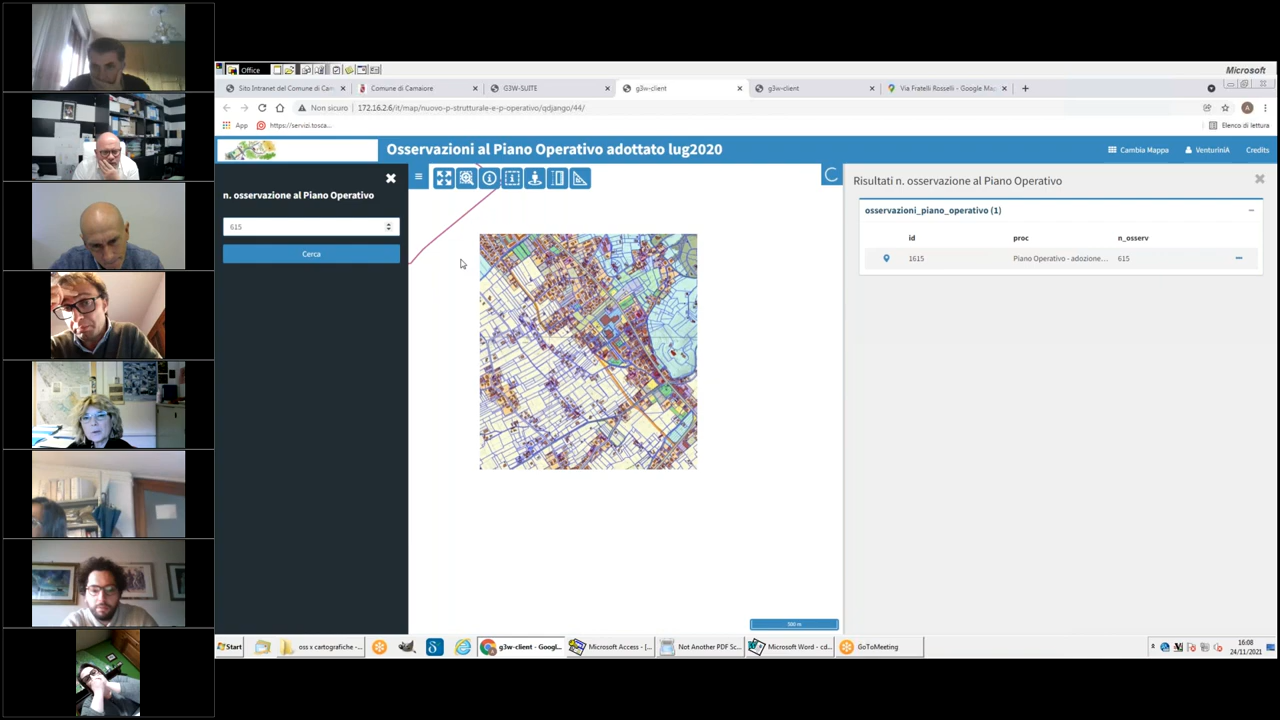 Office
Microsoft
Sito Intranet del Comune di Cam
Comune di Camaiore
G3W-SUITE
g3w-client
g3w-client
Via Fratelli Rosselli - Google Ma
Non sicuro
172.16.2.6/it/map/nuovo-p-strutturale-e-p-operativo/qdjango/44/
A
App
https://servizi.tosca...
Elenco di lettura
Osservazioni al Piano Operativo adottato lug2020
Cambia Mappa
VenturiniA
Credits
n. osservazione al Piano Operativo
615
Cerca
Risultati n. osservazione al Piano Operativo
osservazioni_piano_operativo (1)
id proc n_osserv
1615 Piano Operativo - adozione... 615
500 m
Start
oss x cartografiche -...
g3w-client - Googl...
Microsoft Access - [...
Not Another PDF Sc...
Microsoft Word - cd...
GoToMeeting
16:08
24/11/2021